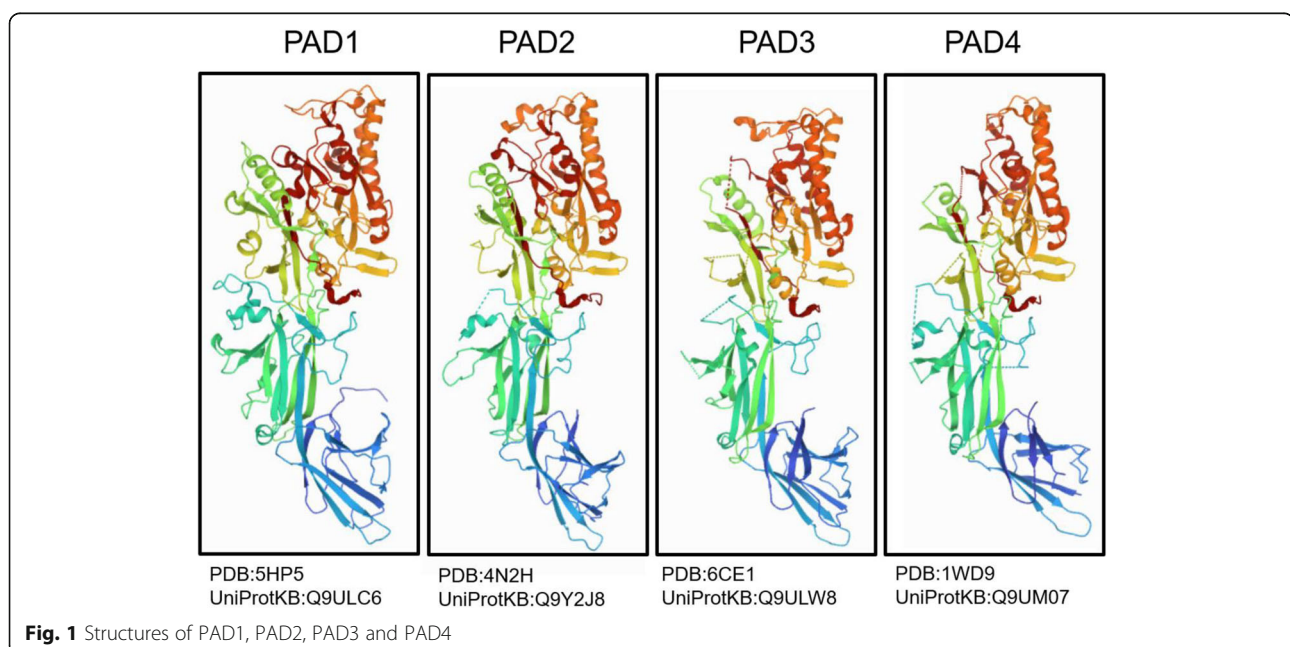 PAD1 PAD2 PAD3 PAD4
PDB:5HP5
UniProtKB:Q9ULC6
PDB:4N2H
UniProtKB:Q9Y2J8
PDB:6CE1
UniProtKB:Q9ULW8
PDB:1WD9
UniProtKB:Q9UM07
Fig. 1 Structures of PAD1, PAD2, PAD3 and PAD4